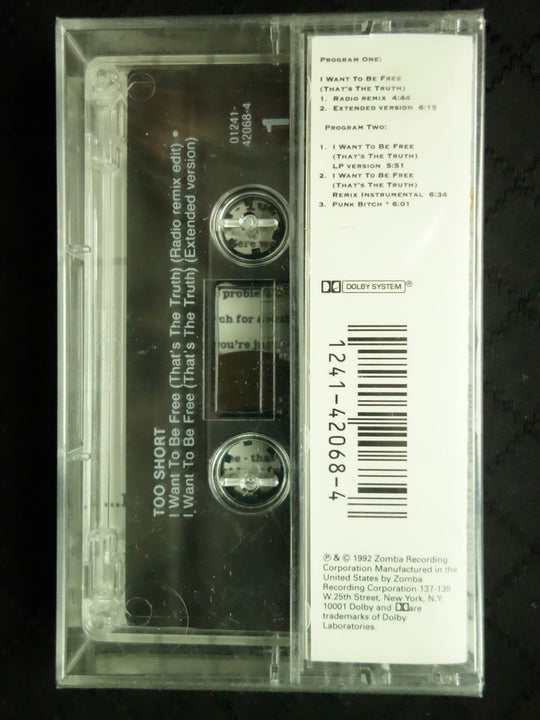 PROGRAM ONE:
I WANT TO BE FREE
(THAT'S THE TRUTH)
1. RADIO REMIX 4:44
2. EXTENDED VERSION 6:15
PROGRAM TWO:
1. I WANT TO BE FREE
(THAT'S THE TRUTH)
LP VERSION 5:51
2. I WANT TO BE FREE
(THAT'S THE TRUTH)
REMIX INSTRUMENTAL 6:34
3. PUNK BITCH * 6:01
DOLBY SYSTEM®
1241-42068-4
℗ & © 1992 Zomba Recording
Corporation Manufactured in the
United States by Zomba
Recording Corporation 137-139
W.25th Street, New York, N.Y.
10001 Dolby and are
trademarks of Dolby
Laboratories.
TOO SHORT
I Want To Be Free (That's The Truth) (Radio remix edit) •
I Want To Be Free (That's The Truth) (Extended version)
01241-
42068-4
1
ch for a
you're